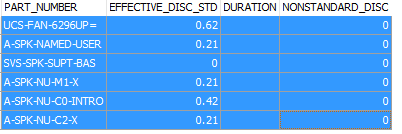 PART_NUMBER EFFECTIVE_DISC_STD DURATION NONSTANDARD_DISC
UCS-FAN-6296UP= 0.62 0
A-SPK-NAMED-USER 0.21 0
SVS-SPK-SUPT-BAS 0 0
A-SPK-NU-M1-X 0.21 0
A-SPK-NU-C0-INTRO 0.42 0
A-SPK-NU-C2-X 0.21 0